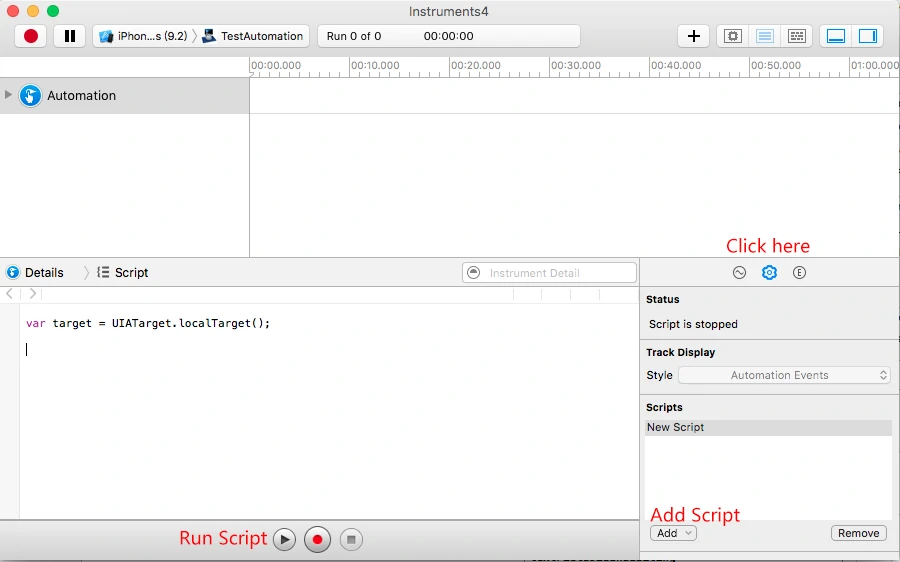 Instruments4
iPhon...s (9.2) TestAutomation Run 0 of 0 00:00:00
00:00.000 00:10.000 00:20.000 00:30.000 00:40.000 00:50.000 01:00.00
Automation
Click here
Details Script Instrument Detail E
Status
var target = UIATarget.localTarget();
Script is stopped
Track Display
Style Automation Events
Scripts
New Script
Add Script
Run Script Add Remove